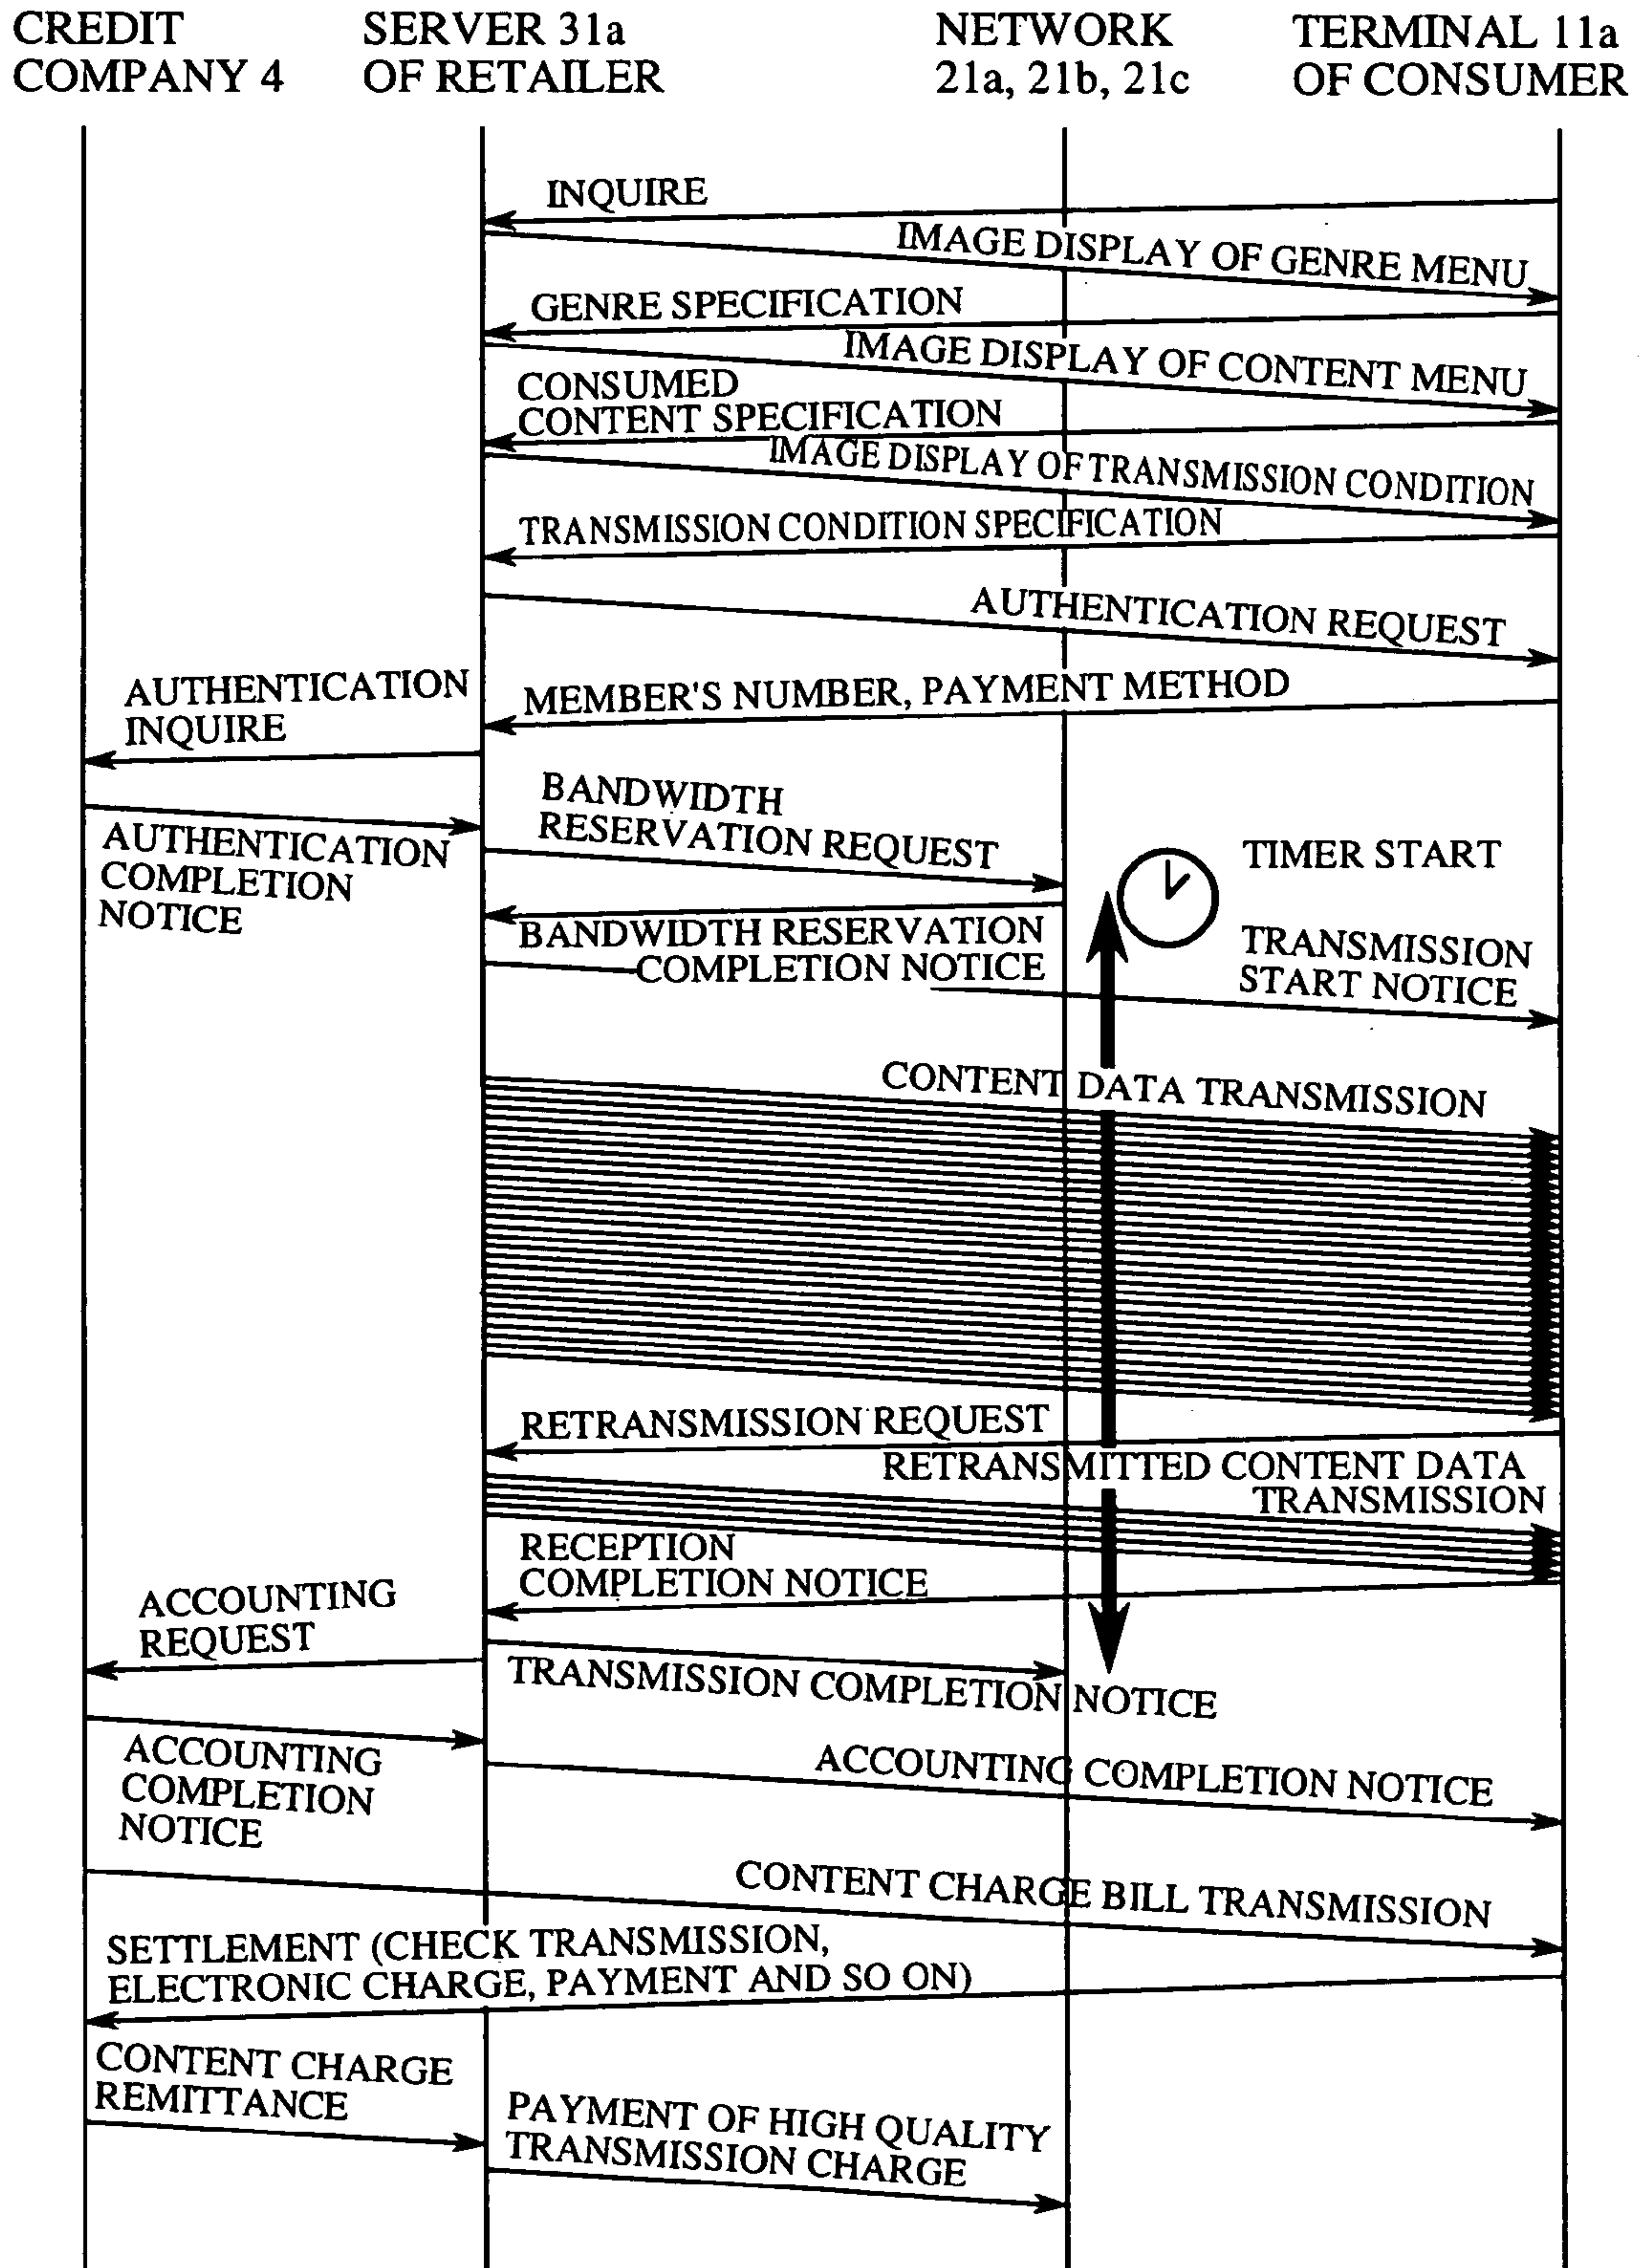 CREDIT
COMPANY 4
SERVER 31a
OF RETAILER
NETWORK
21a, 21b, 21c
TERMINAL 11a
OF CONSUMER
INQUIRE
IMAGE DISPLAY OF GENRE MENU
GENRE SPECIFICATION
IMAGE DISPLAY OF CONTENT MENU
CONSUMED
CONTENT SPECIFICATION
IMAGE DISPLAY OF TRANSMISSION CONDITION
TRANSMISSION CONDITION SPECIFICATION
AUTHENTICATION REQUEST
MEMBER'S NUMBER, PAYMENT METHOD
AUTHENTICATION
INQUIRE
BANDWIDTH
RESERVATION REQUEST
AUTHENTICATION
COMPLETION
NOTICE
TIMER START
BANDWIDTH RESERVATION
COMPLETION NOTICE
TRANSMISSION
START NOTICE
CONTENT DATA TRANSMISSION
RETRANSMISSION REQUEST
RETRANSMITTED CONTENT DATA
TRANSMISSION
RECEPTION
COMPLETION NOTICE
ACCOUNTING
REQUEST
TRANSMISSION COMPLETION NOTICE
ACCOUNTING
COMPLETION
NOTICE
ACCOUNTING COMPLETION NOTICE
CONTENT CHARGE BILL TRANSMISSION
SETTLEMENT (CHECK TRANSMISSION,
ELECTRONIC CHARGE, PAYMENT AND SO ON)
CONTENT CHARGE
REMITTANCE
PAYMENT OF HIGH QUALITY
TRANSMISSION CHARGE